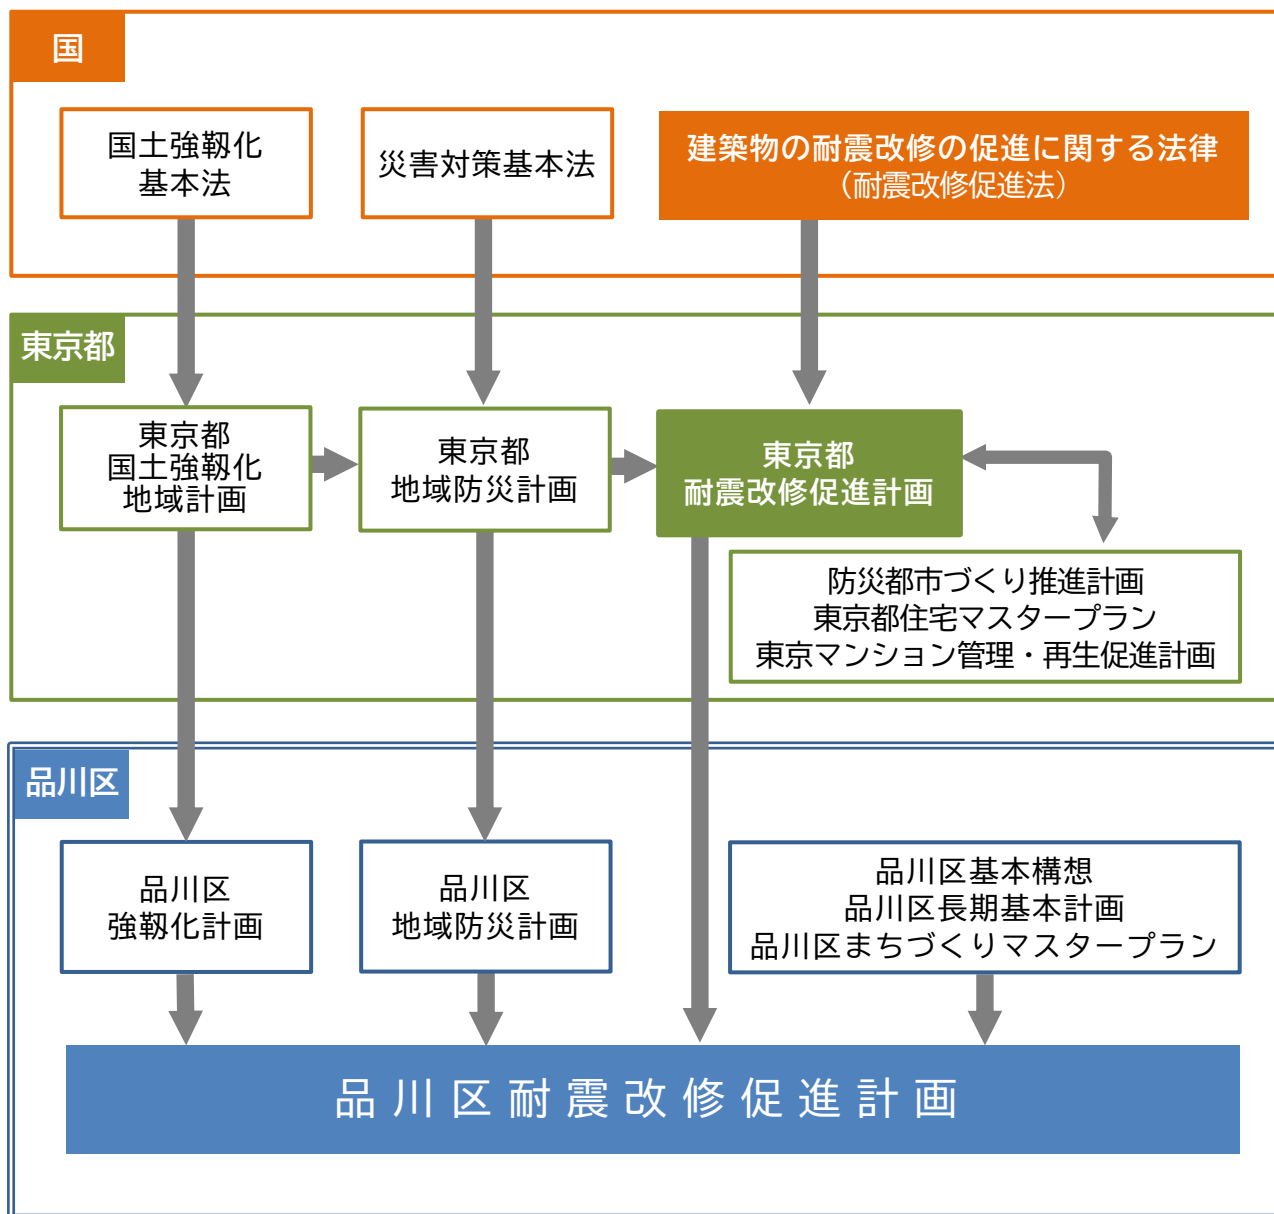 国
国土強靱化
基本法
災害対策基本法
建築物の耐震改修の促進に関する法律
（耐震改修促進法）
東京都
東京都
国土強靱化
地域計画
東京都
地域防災計画
東京都
耐震改修促進計画
防災都市づくり推進計画
東京都住宅マスタープラン
東京マンション管理・再生促進計画
品川区
品川区
強靱化計画
品川区
地域防災計画
品川区基本構想
品川区長期基本計画
品川区まちづくりマスタープラン
品川区耐震改修促進計画